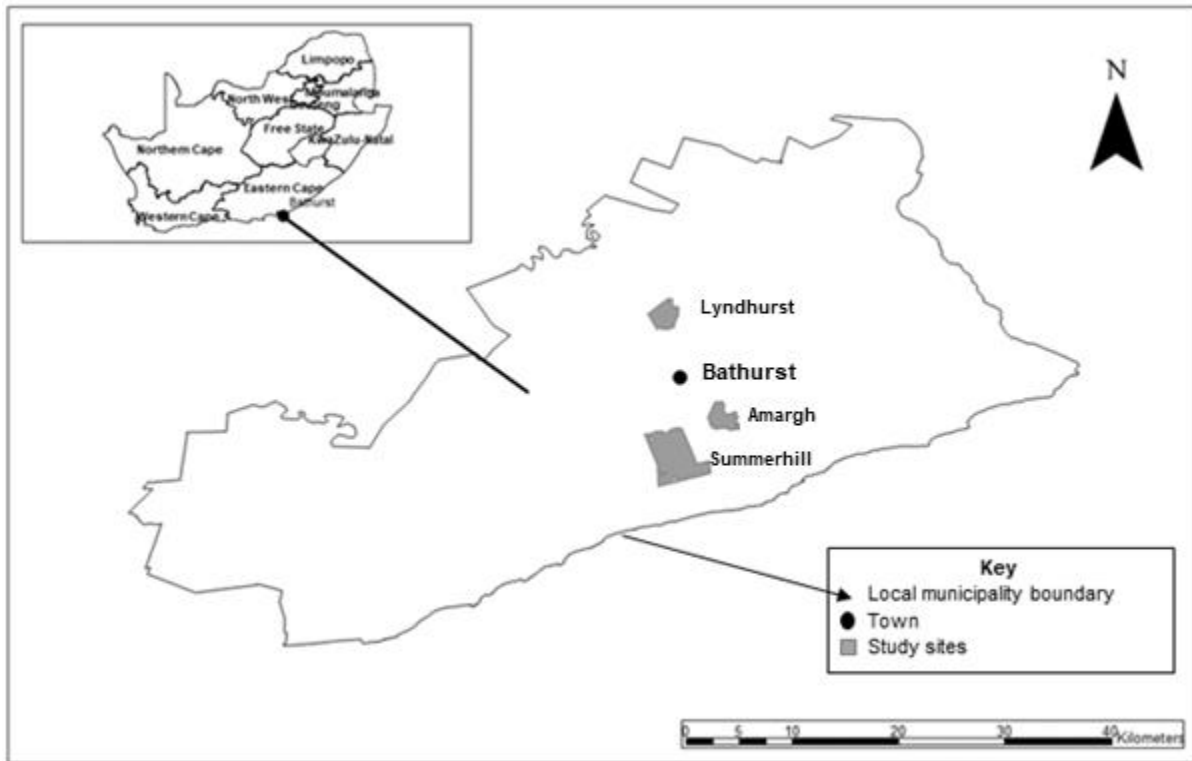 Limpopo
North West
Mpumalanga
Gauteng
Free State
KwaZulu-Natal
Northern Cape
Eastern Cape
Bathurst
Western Cape
N
Lyndhurst
Bathurst
Amargh
Summerhill
Key
Local municipality boundary
Town
Study sites
0 5 10 20 30 40
Kilometers